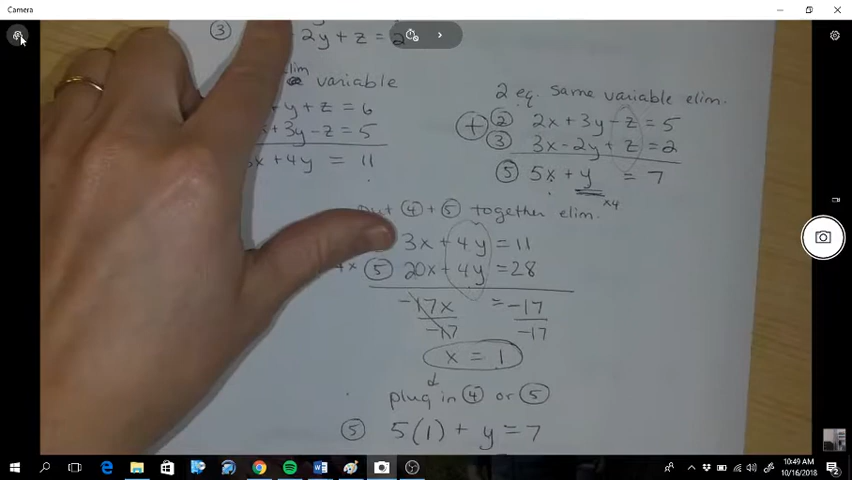 Camera
③ 2y + z = 2
elim
variable
+ y + z = 6
+ 3y - z = 5
x + 4y = 11
2 eq. Same variable elim.
+ ② 2x + 3y - z = 5
③ 3x - 2y + z = 2
⑤ 5x + y = 7
x4
④ + ⑤ together elim.
3x + 4y = 11
4x ⑤ 20x + 4y = 28
-17x = -17
-17 -17
x = 1
plug in ④ or ⑤
⑤ 5(1) + y = 7
10:49 AM
10/16/2018